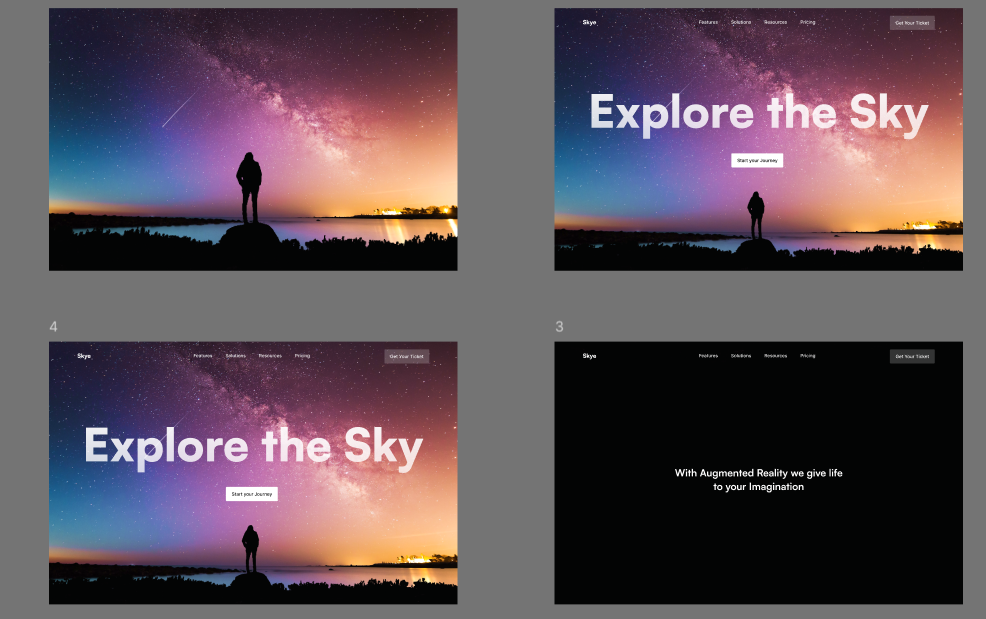 Skye
Features Solutions Resources Pricing
Get Your Ticket
Explore the Sky
Start your Journey
4
3
Skye
Features Solutions Resources Pricing
Get Your Ticket
Explore the Sky
Start your Journey
Skye
Features Solutions Resources Pricing
Get Your Ticket
With Augmented Reality we give life
to your Imagination